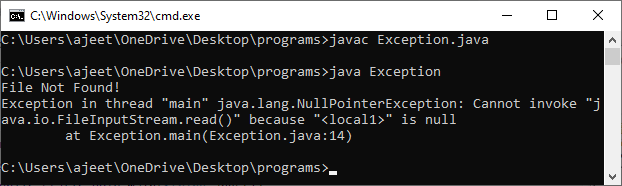 C:\Windows\System32\cmd.exe
C:\Users\ajeet\OneDrive\Desktop\programs>javac Exception.java
C:\Users\ajeet\OneDrive\Desktop\programs>java Exception
File Not Found!
Exception in thread "main" java.lang.NullPointerException: Cannot invoke "j
ava.io.FileInputStream.read()" because "<local1>" is null
        at Exception.main(Exception.java:14)
C:\Users\ajeet\OneDrive\Desktop\programs>